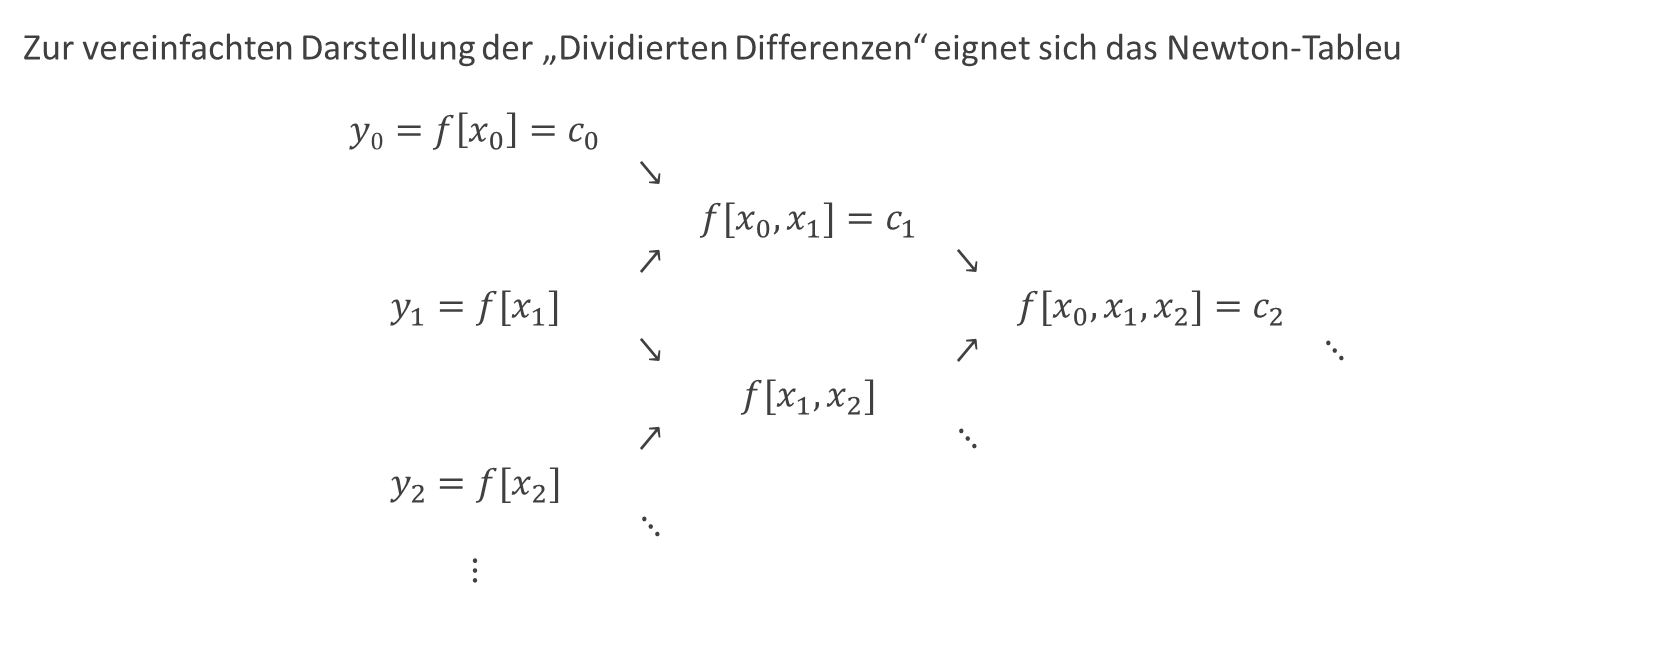 Zur vereinfachten Darstellung der „Dividierten Differenzen“ eignet sich das Newton-Tableu
y₀ = f[x₀] = c₀
↘
f[x₀, x₁] = c₁
↗ ↘
y₁ = f[x₁] f[x₀, x₁, x₂] = c₂
↘ ↗ ⋱
f[x₁, x₂]
↗ ⋱
y₂ = f[x₂]
⋱
⋮